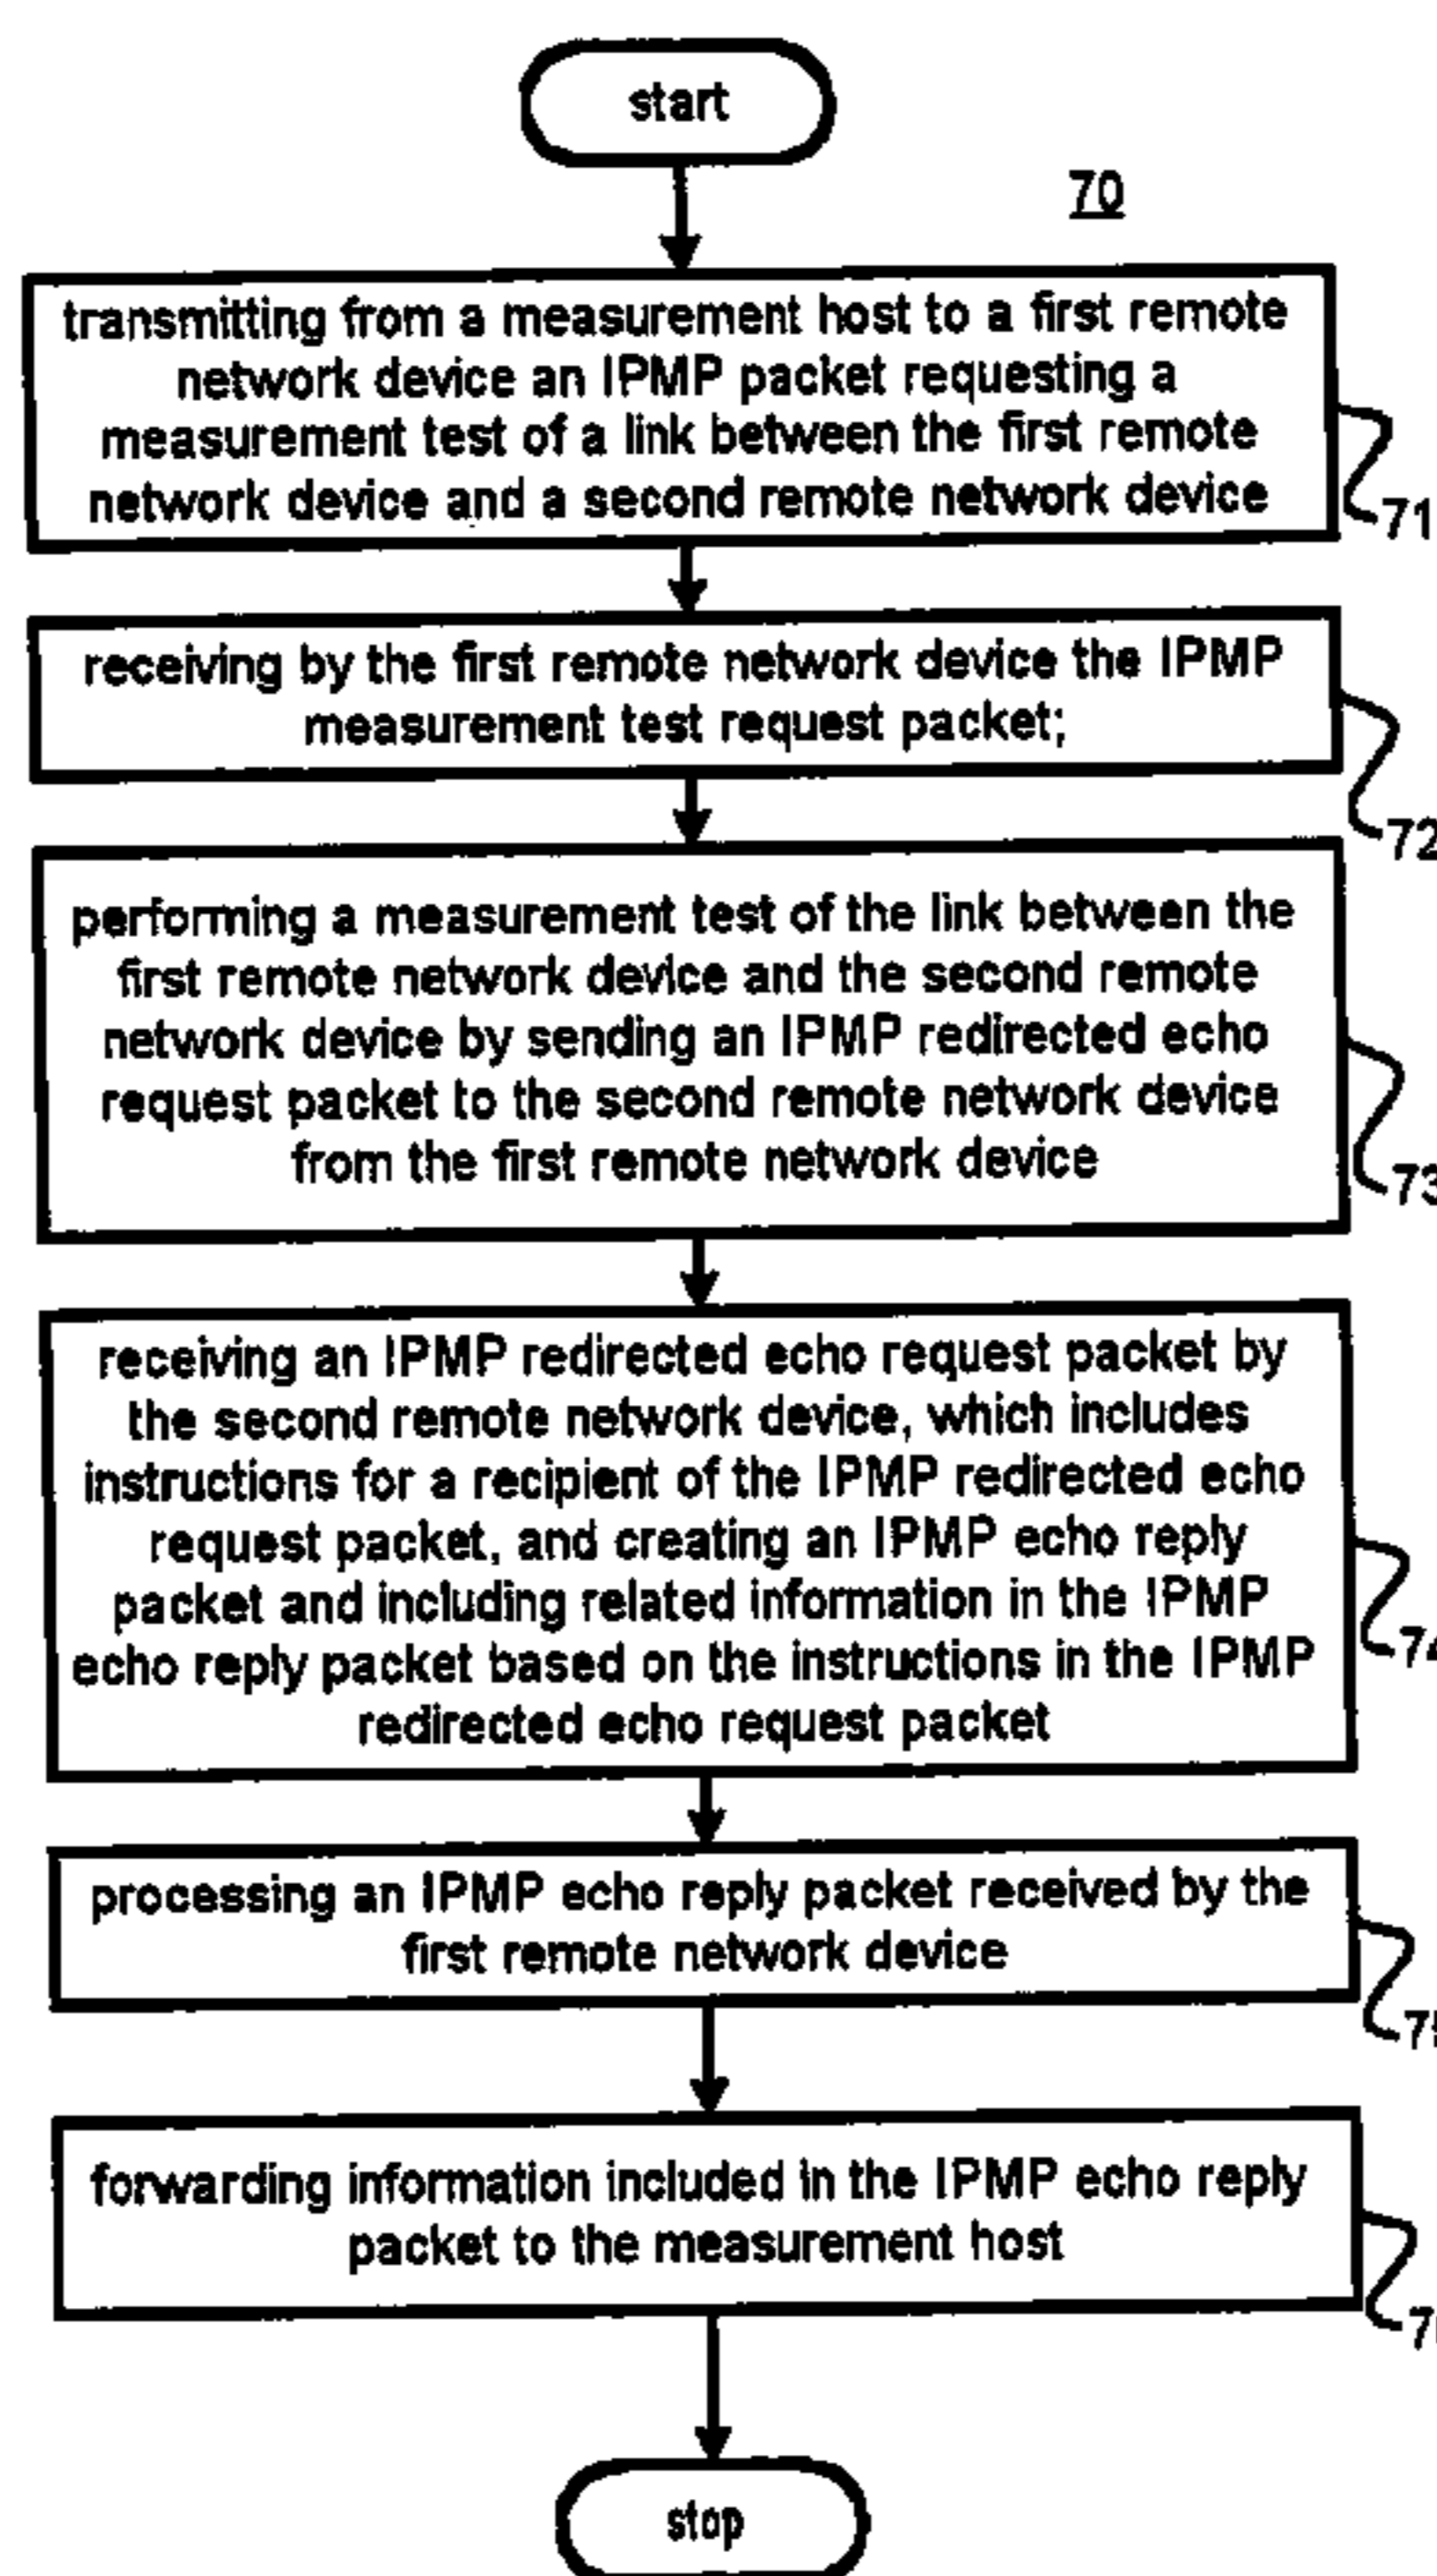 start
70
transmitting from a measurement host to a first remote
network device an IPMP packet requesting a
measurement test of a link between the first remote
network device and a second remote network device
71
receiving by the first remote network device the IPMP
measurement test request packet;
72
performing a measurement test of the link between the
first remote network device and the second remote
network device by sending an IPMP redirected echo
request packet to the second remote network device
from the first remote network device
73
receiving an IPMP redirected echo request packet by
the second remote network device, which includes
instructions for a recipient of the IPMP redirected echo
request packet, and creating an IPMP echo reply
packet and including related information in the IPMP
echo reply packet based on the instructions in the IPMP
redirected echo request packet
74
processing an IPMP echo reply packet received by the
first remote network device
forwarding information included in the IPMP echo reply
packet to the measurement host
stop